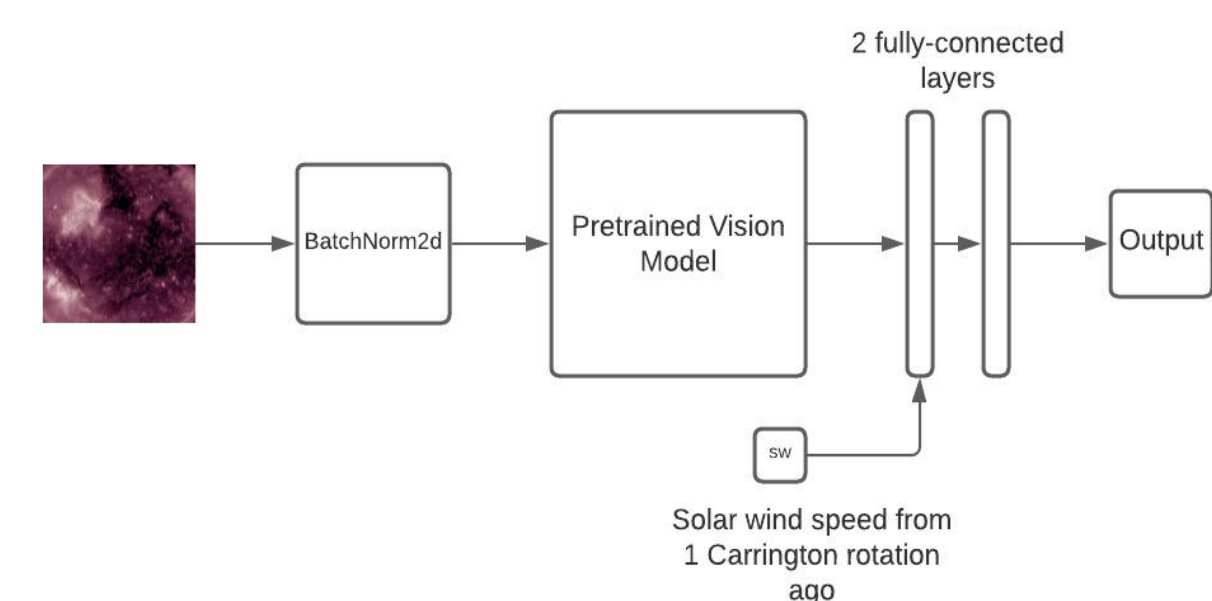 2 fully-connected
layers
BatchNorm2d
Pretrained Vision
Model
Output
sw
Solar wind speed from
1 Carrington rotation
ago